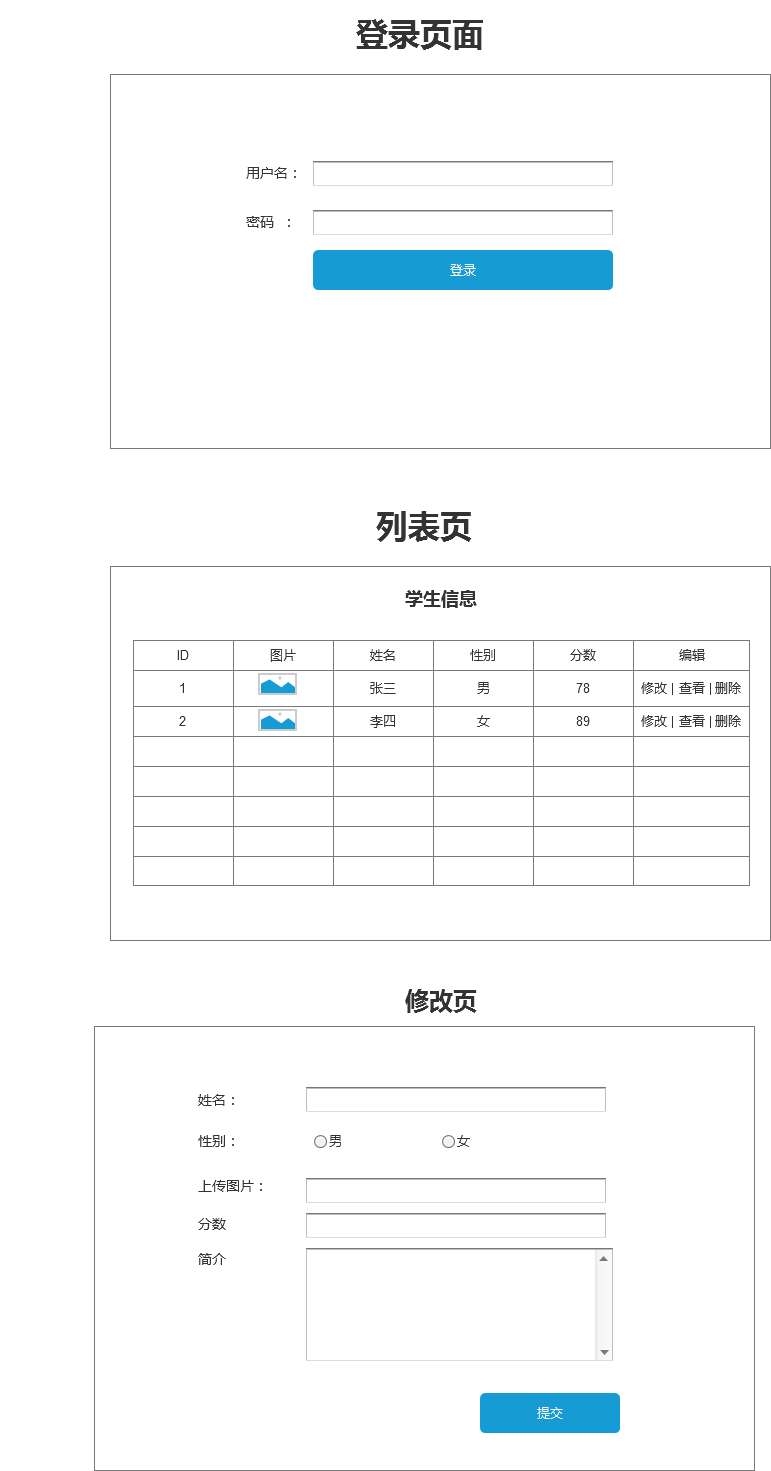 登录页面
用户名：
密码 ：
登录
列表页
学生信息
ID 图片 姓名 性别 分数 编辑
1 张三 男 78 修改 | 查看 | 删除
2 李四 女 89 修改 | 查看 | 删除
修改页
姓名：
性别： 男 女
上传图片：
分数
简介
提交